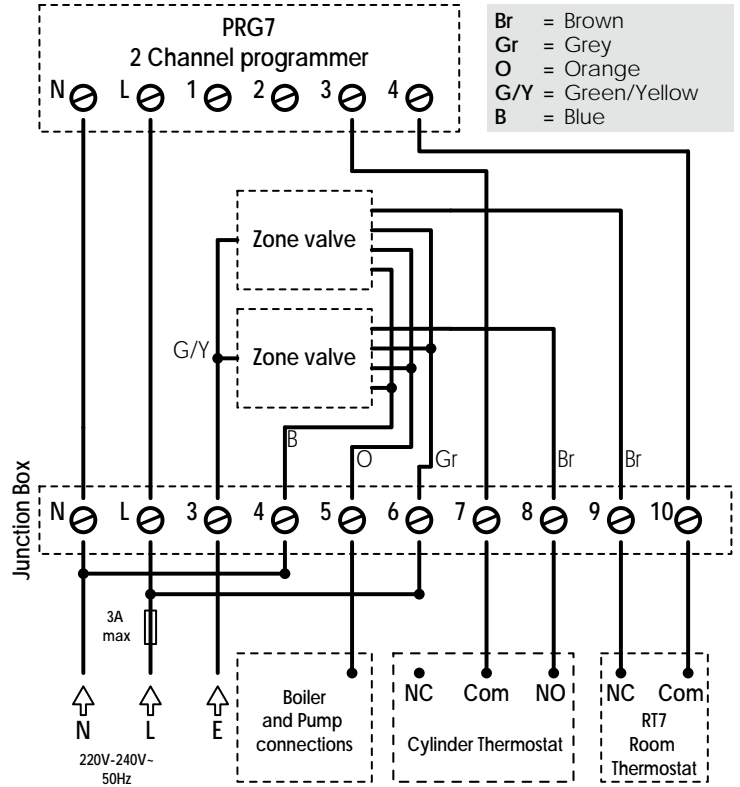 PRG7
2 Channel programmer
N L 1 2 3 4
Br = Brown
Gr = Grey
O = Orange
G/Y = Green/Yellow
B = Blue
Zone valve
G/Y
Zone valve
B O Gr Br Br
Junction Box
N L 3 4 5 6 7 8 9 10
3A
max
N L E
220V-240V~
50Hz
Boiler
and Pump
connections
NC Com NO
Cylinder Thermostat
NC Com
RT7
Room
Thermostat